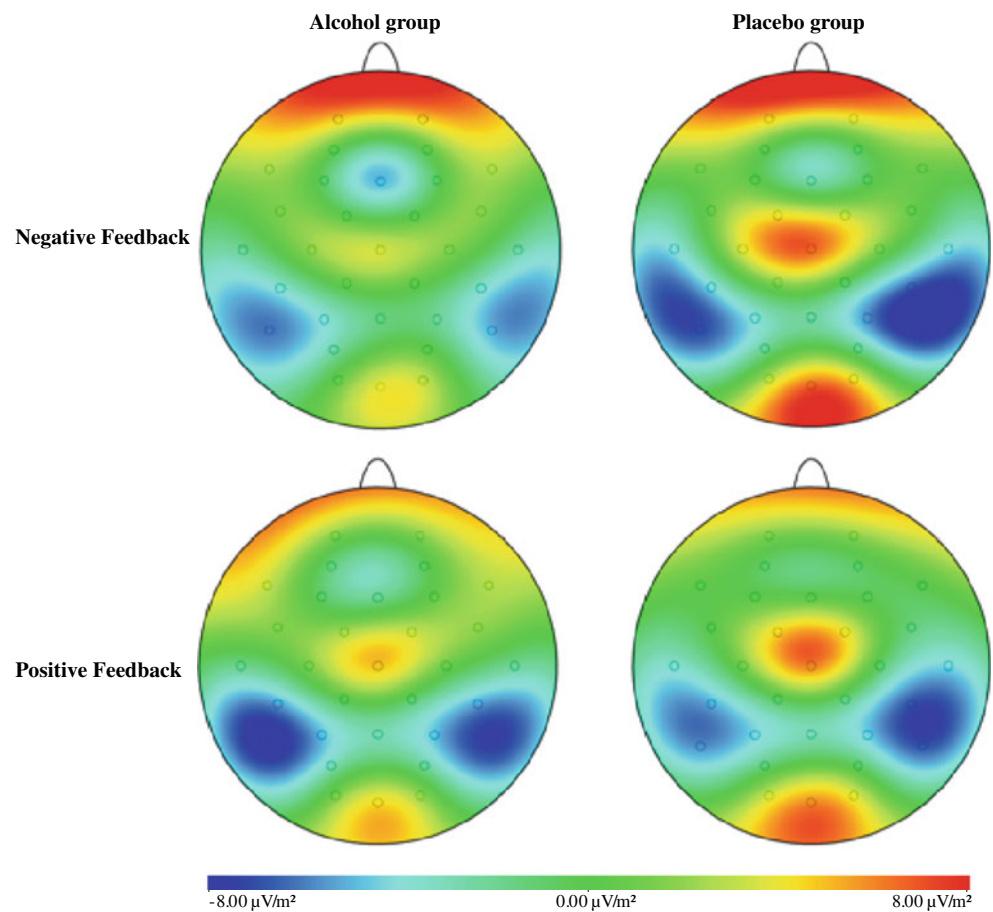 Alcohol group
Placebo group
Negative Feedback
Positive Feedback
-8.00 µV/m²
0.00 µV/m²
8.00 µV/m²